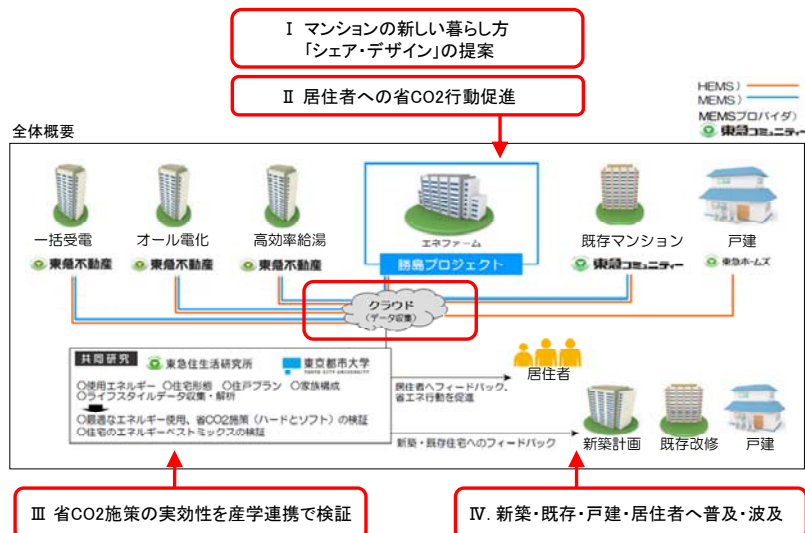 Ⅰ マンションの新しい暮らし方
「シェア・デザイン」の提案
Ⅱ 居住者への省CO2行動促進
HEMS)
MEMS)
MEMSプロバイダ)
東急コミュニティー
全体概要
一括受電
東急不動産
オール電化
東急不動産
高効率給湯
東急不動産
エネファーム
勝島プロジェクト
既存マンション
東急コミュニティー
戸建
東急ホームズ
クラウド
(データ収集)
共同研究
東急住生活研究所
東京都市大学
TOKYO CITY UNIVERSITY
○使用エネルギー ○住宅形態 ○住戸プラン ○家族構成
○ライフスタイルデータ収集・解析
○最適なエネルギー使用、省CO2施策(ハードとソフト)の検証
○住宅のエネルギーベストミックスの検証
居住者へフィードバック、
省エネ行動を促進
居住者
新築・既存住宅へのフィードバック
新築計画
既存改修
戸建
Ⅲ 省CO2施策の実効性を産学連携で検証
Ⅳ. 新築・既存・戸建・居住者へ普及・波及